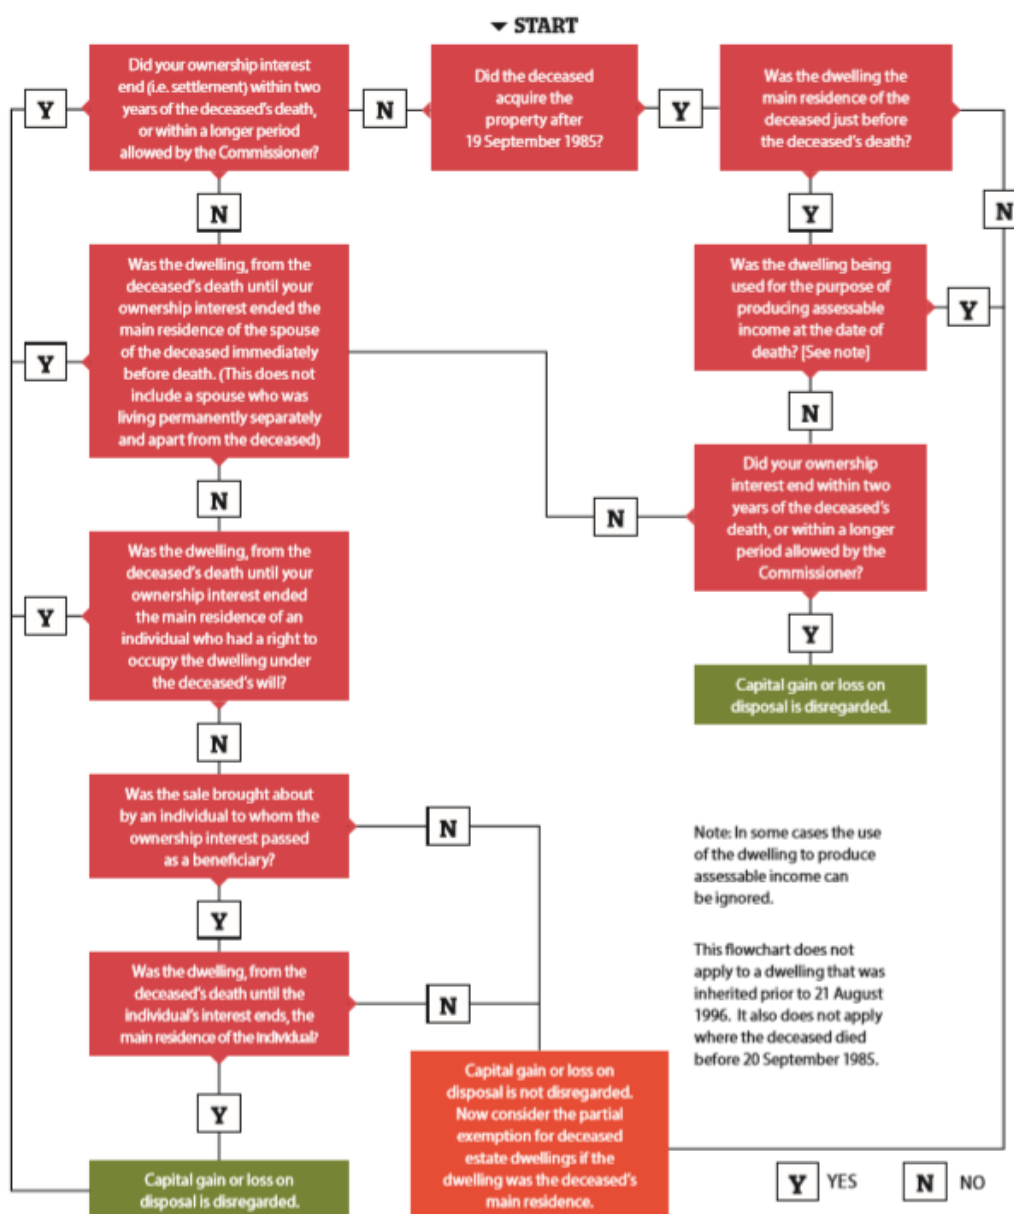 START
Did your ownership interest
end (i.e. settlement) within two
years of the deceased's death,
or within a longer period
allowed by the Commissioner?
Y
N
Did the deceased
acquire the
property after
19 September 1985?
Y
Was the dwelling the
main residence of the
deceased just before
the deceased's death?
N
Y
N
Was the dwelling, from the
deceased's death until your
ownership interest ended the
main residence of the spouse
of the deceased immediately
before death. (This does not
include a spouse who was
living permanently separately
and apart from the deceased)
Y
Was the dwelling being
used for the purpose of
producing assessable
income at the date of
death? [See note]
Y
N
N
Did your ownership
interest end within two
years of the deceased's
death, or within a longer
period allowed by the
Commissioner?
N
Was the dwelling, from the
deceased's death until your
ownership interest ended
the main residence of an
individual who had a right to
occupy the dwelling under
the deceased's will?
Y
Y
Capital gain or loss on
disposal is disregarded.
N
Was the sale brought about
by an individual to whom the
ownership interest passed
as a beneficiary?
N
Note: In some cases the use
of the dwelling to produce
assessable income can
be ignored.
Y
Was the dwelling, from the
deceased's death until the
individual's interest ends, the
main residence of the individual?
N
This flowchart does not
apply to a dwelling that was
inherited prior to 21 August
1996. It also does not apply
where the deceased died
before 20 September 1985.
Y
Capital gain or loss on
disposal is not disregarded.
Now consider the partial
exemption for deceased
estate dwellings if the
dwelling was the deceased's
main residence.
Capital gain or loss on
disposal is disregarded.
Y YES
N NO